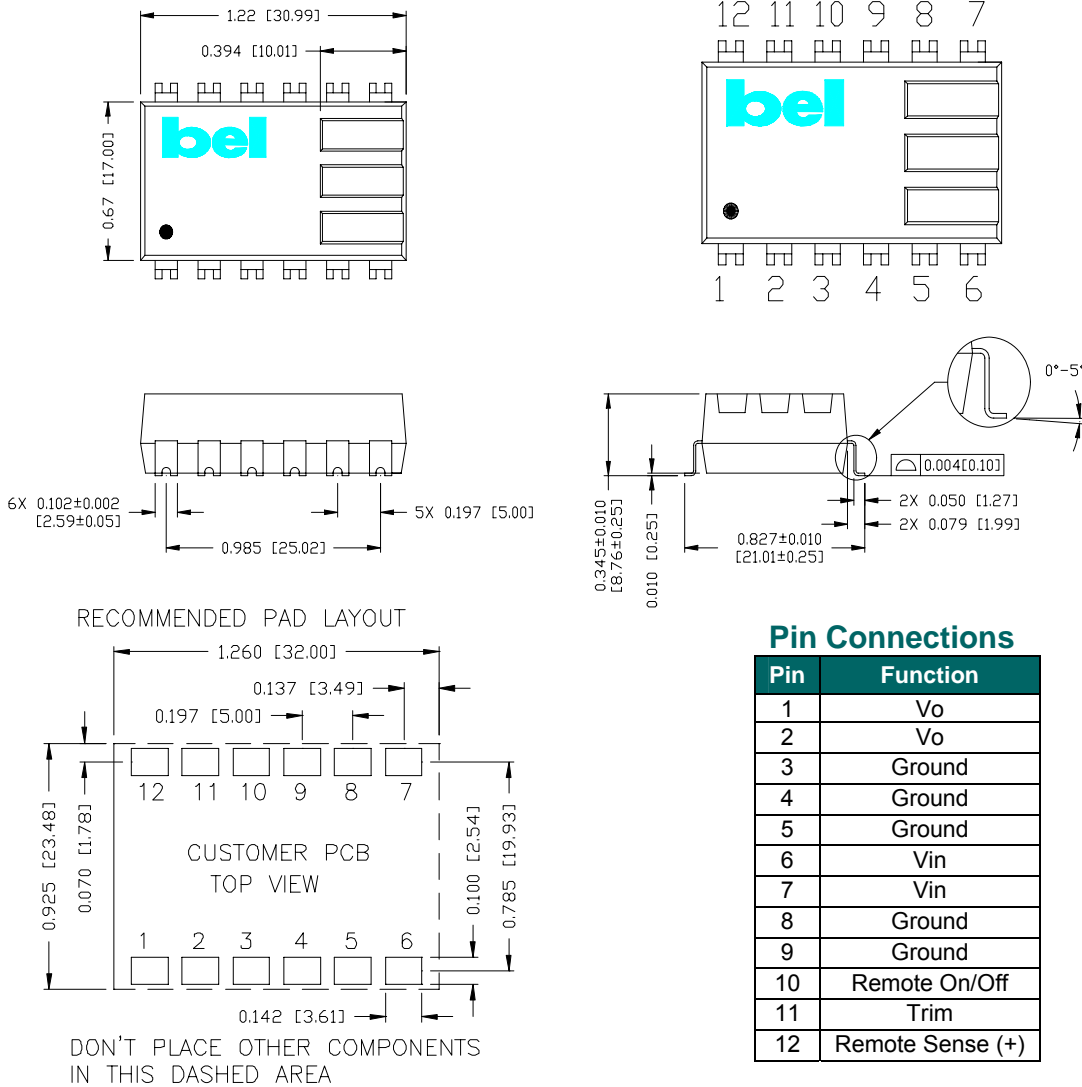 1.22 [30.99]
0.394 [10.01]
0.67 [17.00]
bel
12 11 10 9 8 7
bel
1 2 3 4 5 6
6X 0.102±0.002
[2.59±0.05]
5X 0.197 [5.00]
0.985 [25.02]
0.345±0.010
[8.76±0.25]
0.010 [0.25]
0.827±0.010
[21.01±0.25]
0°-5°
0.004[0.10]
2X 0.050 [1.27]
2X 0.079 [1.99]
RECOMMENDED PAD LAYOUT
1.260 [32.00]
0.137 [3.49]
0.197 [5.00]
0.925 [23.48]
0.070 [1.78]
12 11 10 9 8 7
CUSTOMER PCB
TOP VIEW
1 2 3 4 5 6
0.100 [2.54]
0.785 [19.93]
0.142 [3.61]
DON'T PLACE OTHER COMPONENTS
IN THIS DASHED AREA
Pin Connections
Pin Function
1 Vo
2 Vo
3 Ground
4 Ground
5 Ground
6 Vin
7 Vin
8 Ground
9 Ground
10 Remote On/Off
11 Trim
12 Remote Sense (+)